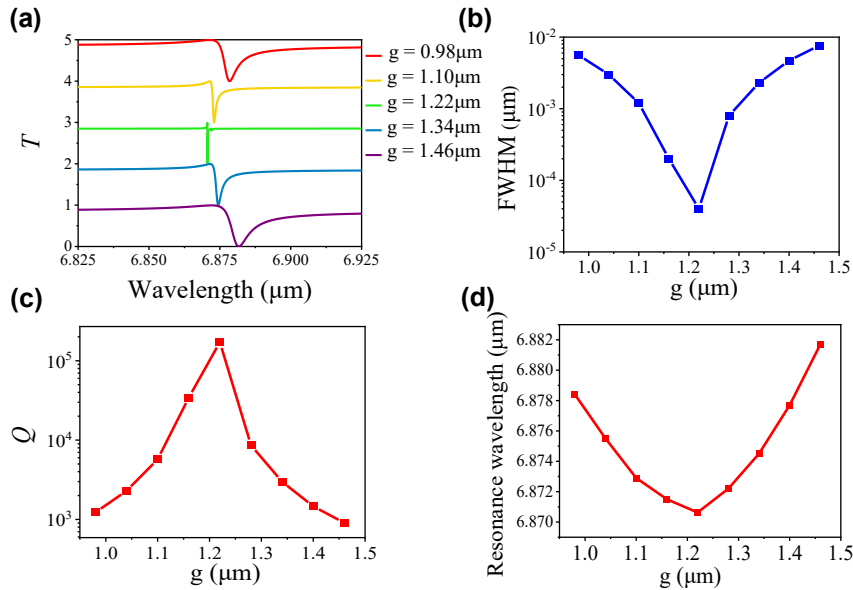 (a)
5
4
3
2
1
0
T
6.825 6.850 6.875 6.900 6.925
Wavelength (μm)
g = 0.98μm
g = 1.10μm
g = 1.22μm
g = 1.34μm
g = 1.46μm
(b)
10⁻²
10⁻³
10⁻⁴
10⁻⁵
FWHM (μm)
1.0 1.1 1.2 1.3 1.4 1.5
g (μm)
(c)
10⁵
10⁴
10³
Q
1.0 1.1 1.2 1.3 1.4 1.5
g (μm)
(d)
6.882
6.880
6.878
6.876
6.874
6.872
6.870
Resonance wavelength (μm)
1.0 1.1 1.2 1.3 1.4 1.5
g (μm)